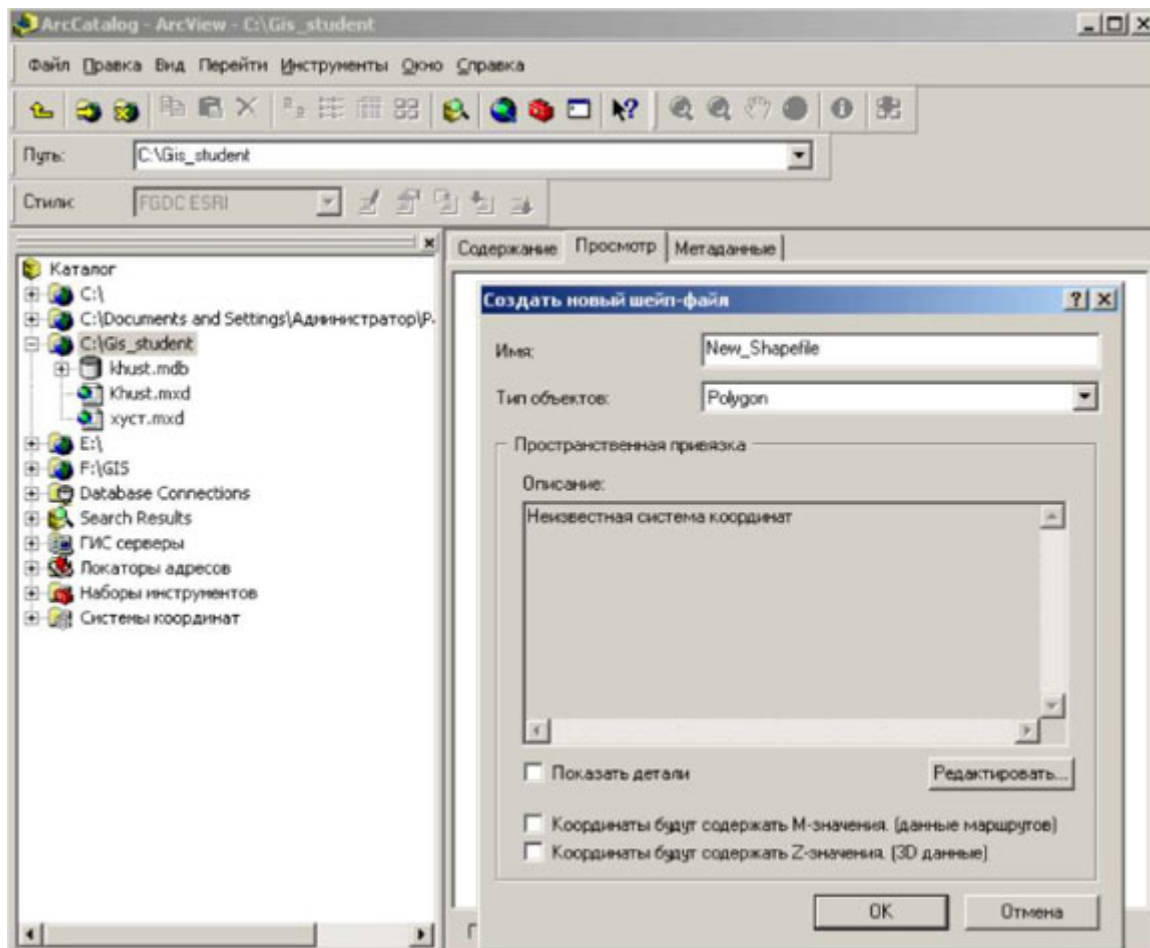 ArcCatalog - ArcView - C:\Gis_student
Файл Правка Вид Перейти Инструменты Окно Справка
Путь: C:\Gis_student
Стили: FGDC ESRI
Содержание Просмотр Метаданные
Каталог
C:\
C:\Documents and Settings\Администратор\Р
C:\Gis_student
khust.mdb
Khust.mxd
хуст.mxd
E:\
F:\GIS
Database Connections
Search Results
ГИС серверы
Локаторы адресов
Наборы инструментов
Системы координат
Создать новый шейп-файл
Имя: New_Shapefile
Тип объектов: Polygon
Пространственная привязка
Описание:
Неизвестная система координат
Показать детали
Редактировать...
Координаты будут содержать M-значения. (данные маршрутов)
Координаты будут содержать Z-значения. (3D данные)
OK Отмена